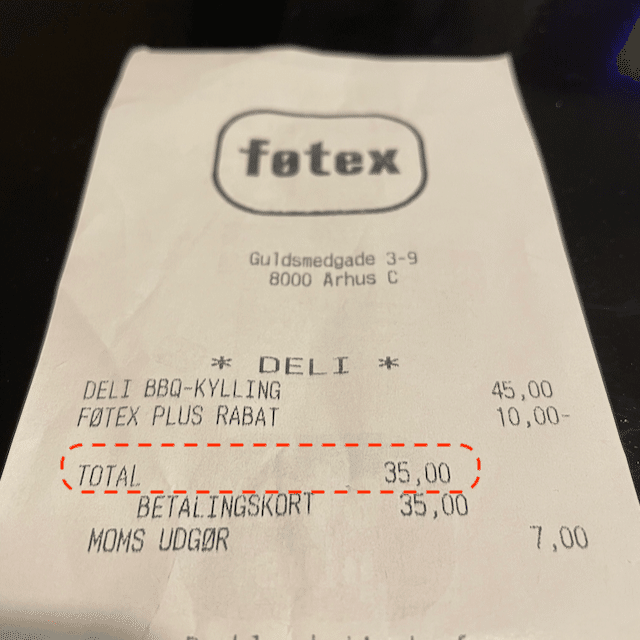 føtex
Guldsmedgade 3-9
8000 Arhus C
* DELI *
DELI BBQ-KYLLING 45,00
FØTEX PLUS RABAT 10,00-
TOTAL 35,00
BETALINGSKORT 35,00
MOMS UDGØR 7,00